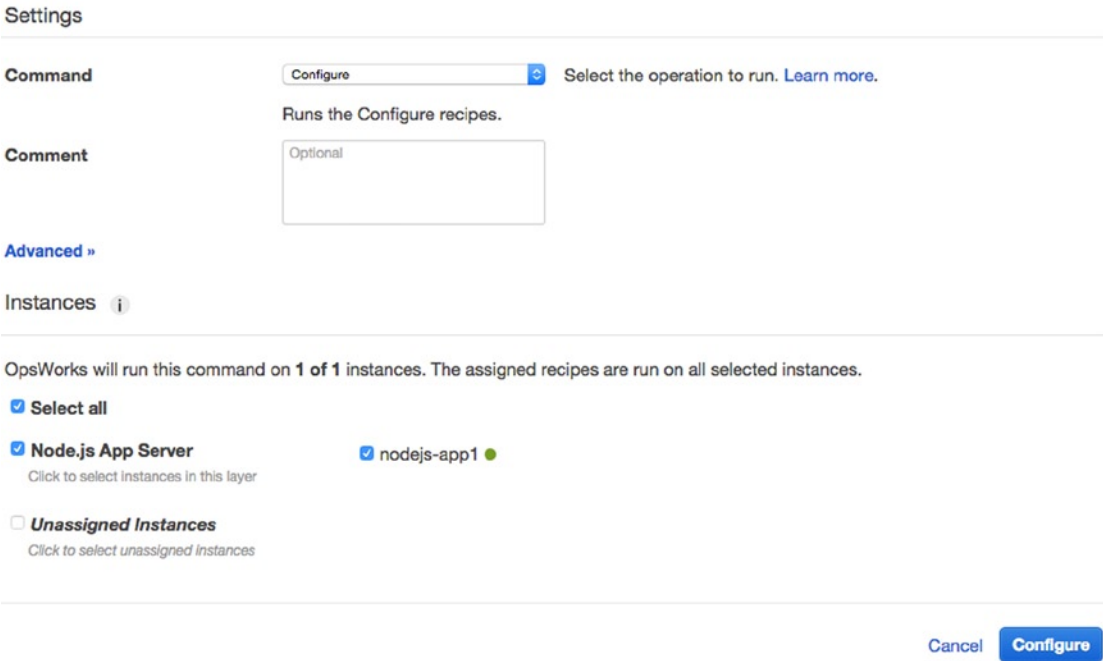 Settings
Command
Configure
Select the operation to run. Learn more.
Runs the Configure recipes.
Comment
Optional
Advanced »
Instances i
OpsWorks will run this command on 1 of 1 instances. The assigned recipes are run on all selected instances.
Select all
Node.js App Server
nodejs-app1
Click to select instances in this layer
Unassigned Instances
Click to select unassigned instances
Cancel
Configure